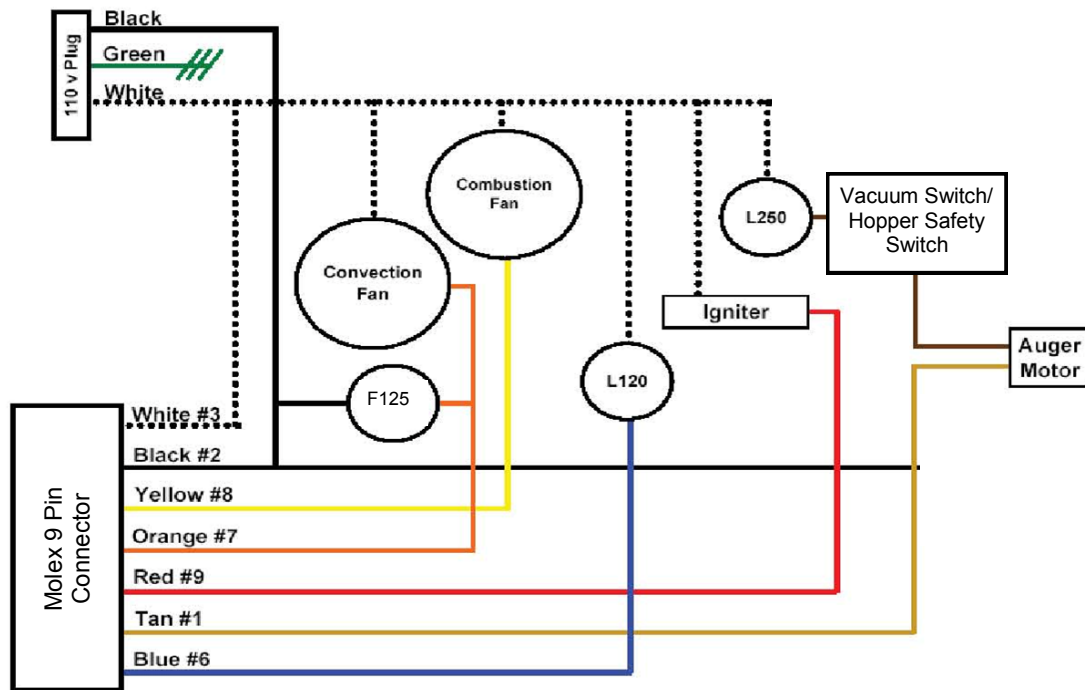 110 v Plug
Black
Green
White
Combustion
Fan
Convection
Fan
L250
Vacuum Switch/
Hopper Safety
Switch
Igniter
L120
F125
Auger
Motor
Molex 9 Pin
Connector
White #3
Black #2
Yellow #8
Orange #7
Red #9
Tan #1
Blue #6